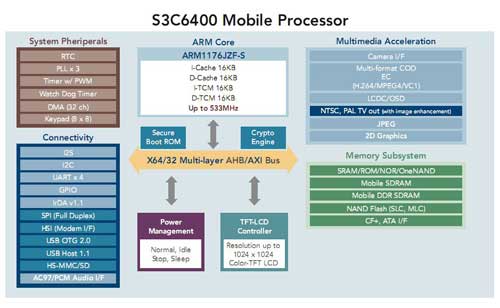 S3C6400 Mobile Processor
System Pheripherals
RTC
PLL x 3
Timer w/ PWM
Watch Dog Timer
DMA (32 ch)
Keypad (8 x 8)
Connectivity
I2S
I2C
UART x 4
GPIO
IrDA v1.1
SPI (Full Duplex)
HSI (Modem I/F)
USB OTG 2.0
USB Host 1.1
HS-MMC/SD
AC97/PCM Audio I/F
ARM Core
ARM1176JZF-S
I-Cache 16KB
D-Cache 16KB
I-TCM 16KB
D-TCM 16KB
Up to 533MHz
Secure
Boot ROM
Crypto
Engine
X64/32 Multi-layer AHB/AXI Bus
Power
Management
Normal, Idle
Stop, Sleep
TFT-LCD
Controller
Resolution up to
1024 x 1024
Color-TFT LCD
Multimedia Acceleration
Camera I/F
Multi-format COD
EC
(H.264/MPEG4/VC1)
LCDC/OSD
NTSC, PAL TV out (with image enhancement)
JPEG
2D Graphics
Memory Subsystem
SRAM/ROM/NOR/OneNAND
Mobile SDRAM
Mobile DDR SDRAM
NAND Flash (SLC, MLC)
CF+, ATA I/F